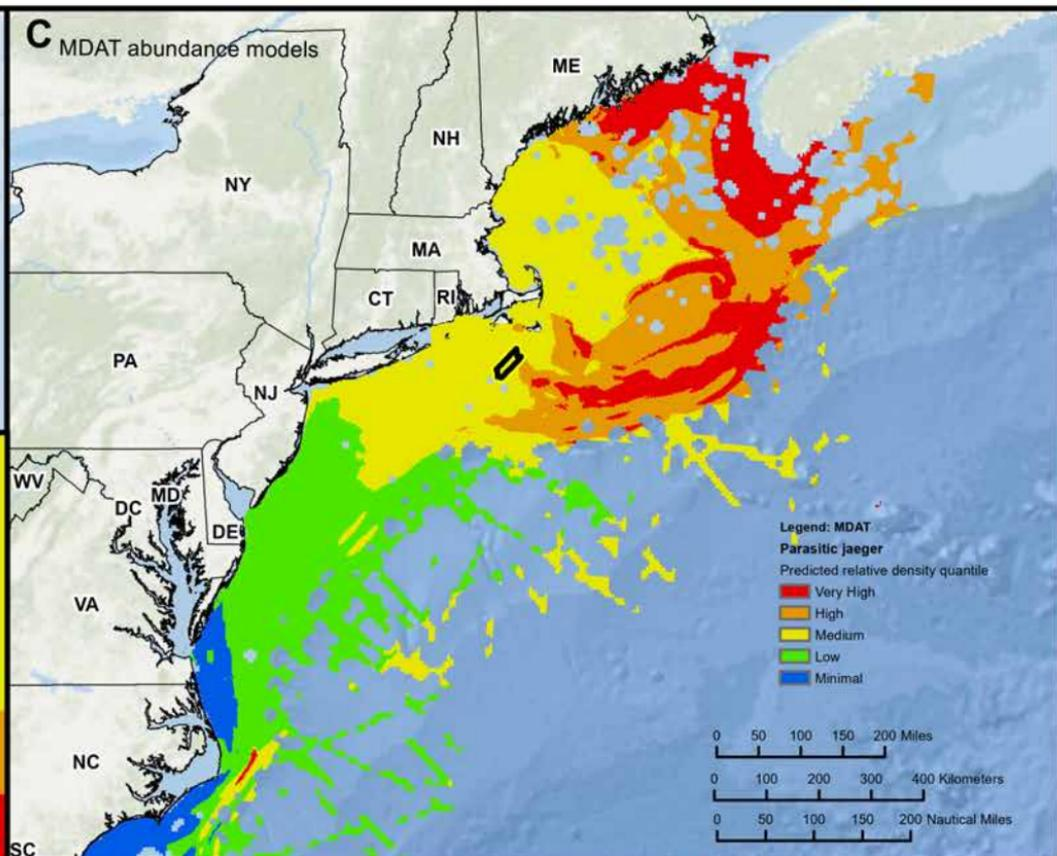 C MDAT abundance models
ME
NH
NY
MA
CT
RI
PA
NJ
WV
MD
DC
DE
VA
NC
SC
Legend: MDAT
Parasitic jaeger
Predicted relative density quantile
Very High
High
Medium
Low
Minimal
0 50 100 150 200 Miles
0 100 200 300 400 Kilometers
0 50 100 150 200 Nautical Miles